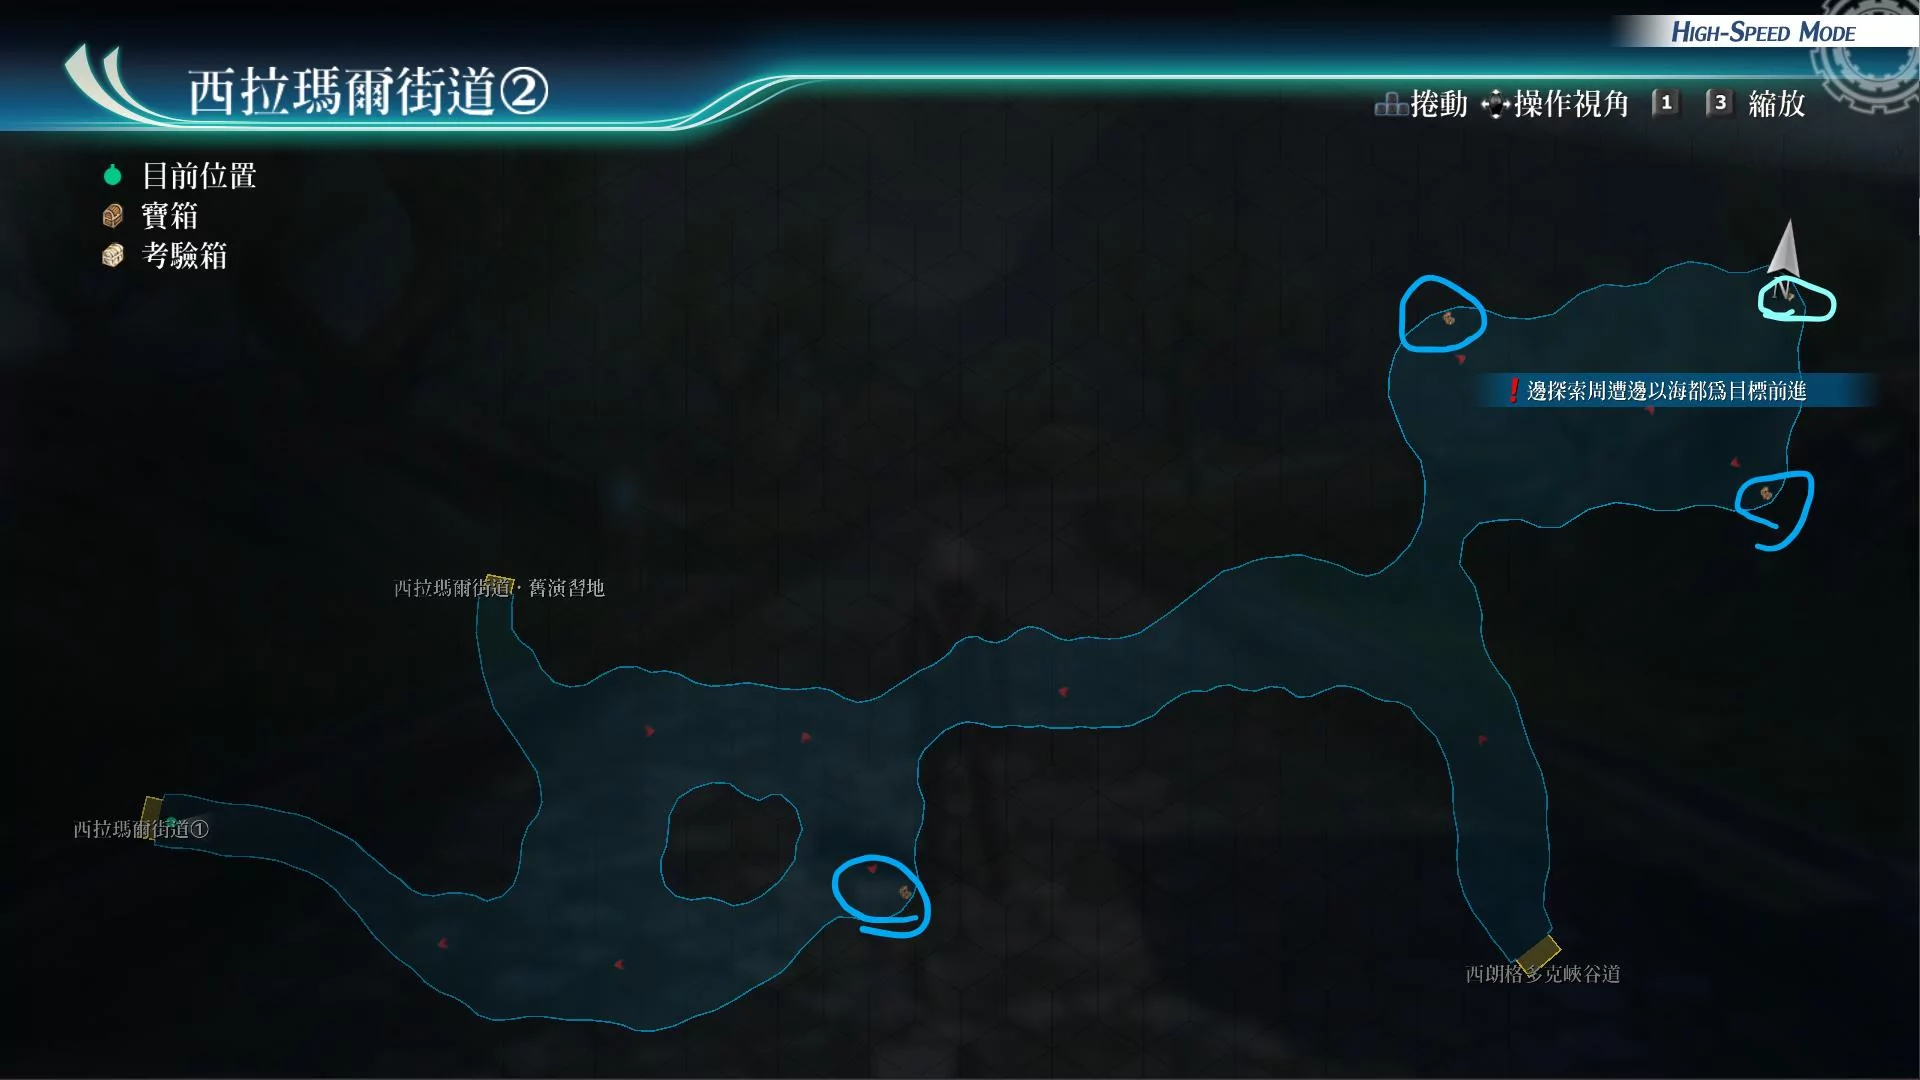 HIGH-SPEED MODE
西拉瑪爾街道②
捲動 操作視角 1 3 縮放
目前位置
寶箱
考驗箱
N
! 邊探索周遭邊以海都為目標前進
西拉瑪爾街道·舊演習地
西拉瑪爾街道①
西朗格多克峽谷道